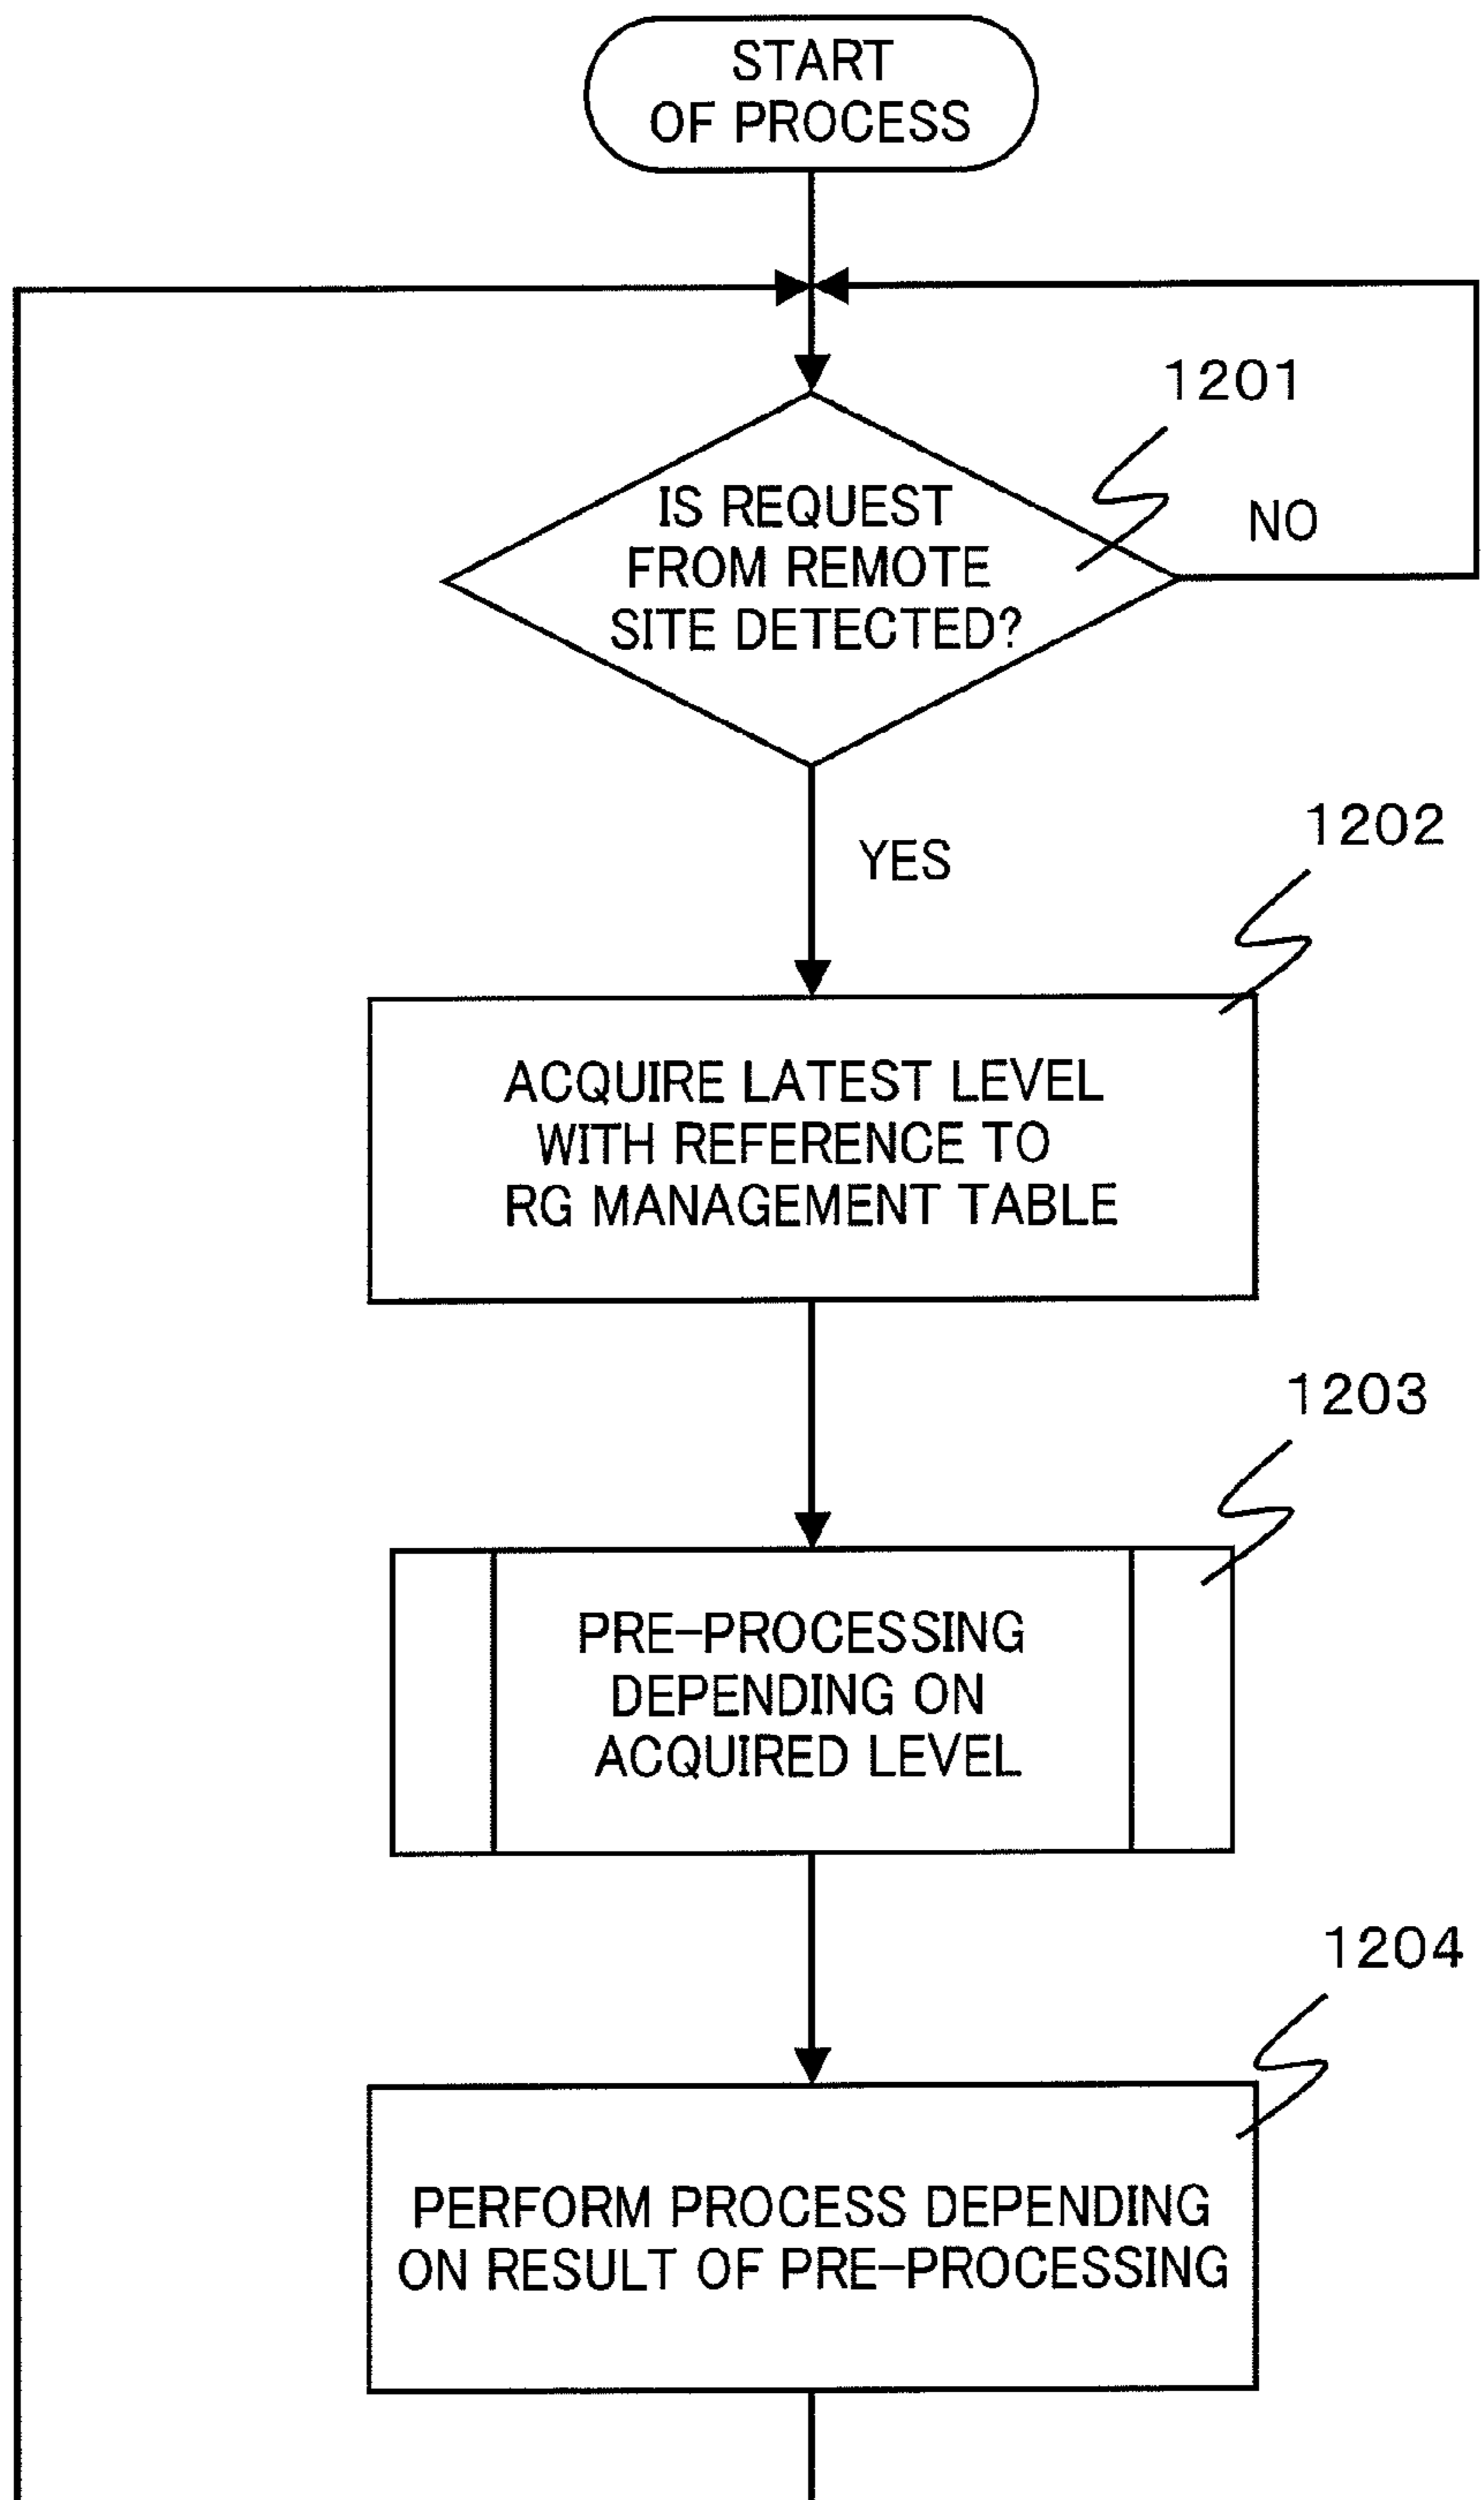 START
OF PROCESS
1201
IS REQUEST
FROM REMOTE
SITE DETECTED?
NO
YES
1202
ACQUIRE LATEST LEVEL
WITH REFERENCE TO
RG MANAGEMENT TABLE
1203
PRE-PROCESSING
DEPENDING ON
ACQUIRED LEVEL
1204
PERFORM PROCESS DEPENDING
ON RESULT OF PRE-PROCESSING